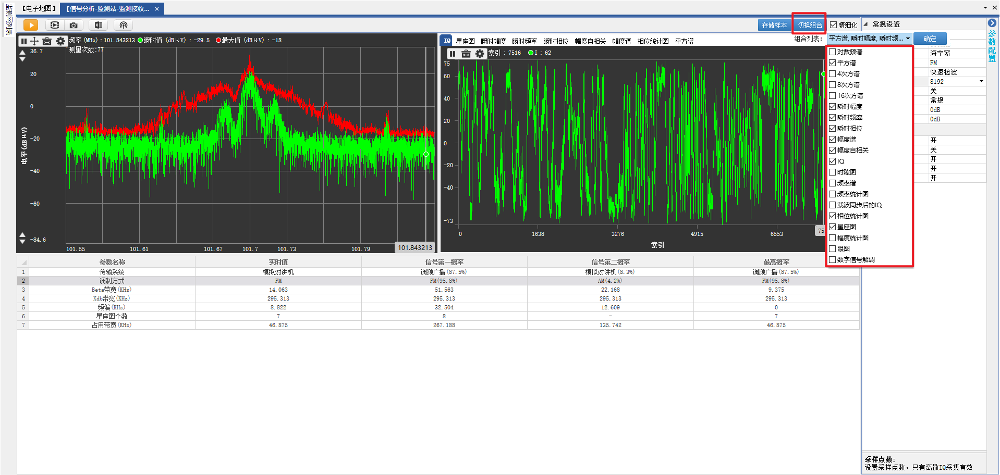 监测网列表
【电子地图】
【信号分析-监测站-监测接收... ×
存储样本 切换组合 精细化
常规设置
参数配置
频率(MHz):101.843213 瞬时值(dBμV):-29.5 最大值(dBμV):-18
测量次数:77
36.7
20
0
-20
-40
-60
-84.6
电平(dBμV)
101.55 101.61 101.67 101.7 101.73 101.79 101.843213
IQ 星座图 瞬时幅度 瞬时频率 瞬时相位 幅度自相关 幅度谱 相位统计图 平方谱
组合列表: 平方谱, 瞬时幅度, 瞬时频... 确定
索引:7516 I:62
75
60
40
20
0
-20
-40
-73
0 1638 3276 4915 6553 75
索引
对数频谱
平方谱
4次方谱
8次方谱
16次方谱
瞬时幅度
瞬时频率
瞬时相位
幅度谱
幅度自相关
IQ
时隙图
频率谱
频率统计图
载波同步后的IQ
相位统计图
星座图
幅度统计图
眼图
数字信号解调
海宁窗
FM
快速检波
8192
关
常规
0dB
0dB
开
关
开
开
开
参数名称 实时值 信号第一概率 信号第二概率 最高概率
1 传输系统 模拟对讲机 调频广播(87.5%) 模拟对讲机(8.3%) 调频广播(87.5%)
2 调制方式 FM FM(95.8%) AM(4.2%) FM(95.8%)
3 Beta带宽(KHz) 14.063 51.563 22.168 9.375
4 Xdb带宽(KHz) 295.313 295.313 295.313 295.313
5 频偏(KHz) 8.822 32.504 12.609 0
6 星座图个数 7 8 - 7
7 占用带宽(KHz) 46.875 267.188 135.742 46.875
采样点数:
设置采样点数，只有离散IQ采集有效